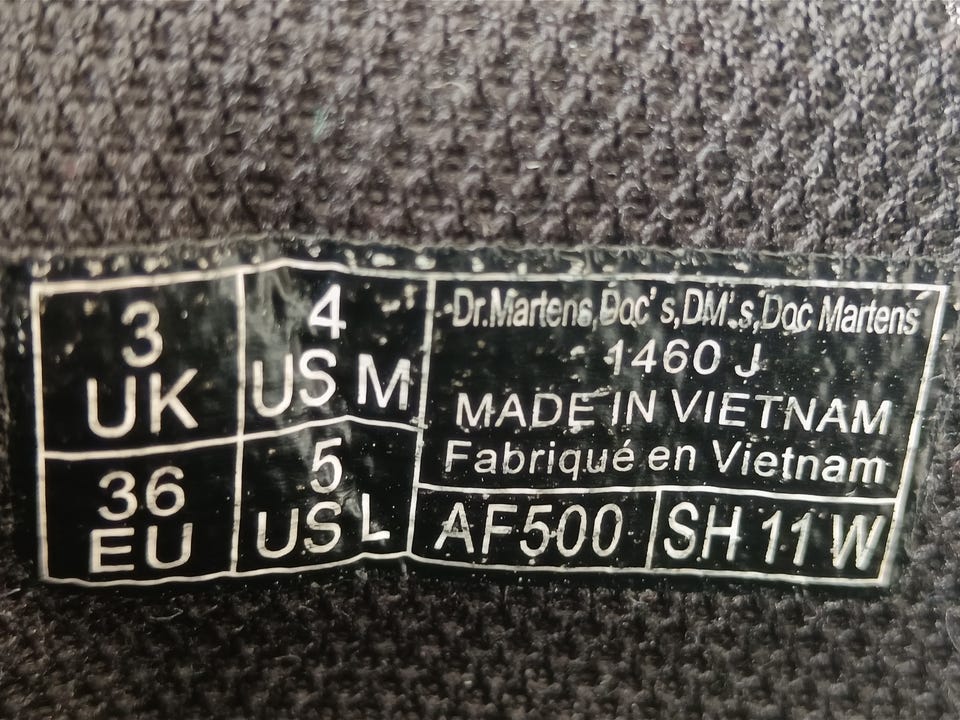 3
UK
4
US M
36
EU
5
US L
Dr.Martens,Doc's,DM's,Doc Martens
1460 J
MADE IN VIETNAM
Fabriqué en Vietnam
AF500
SH 11 W